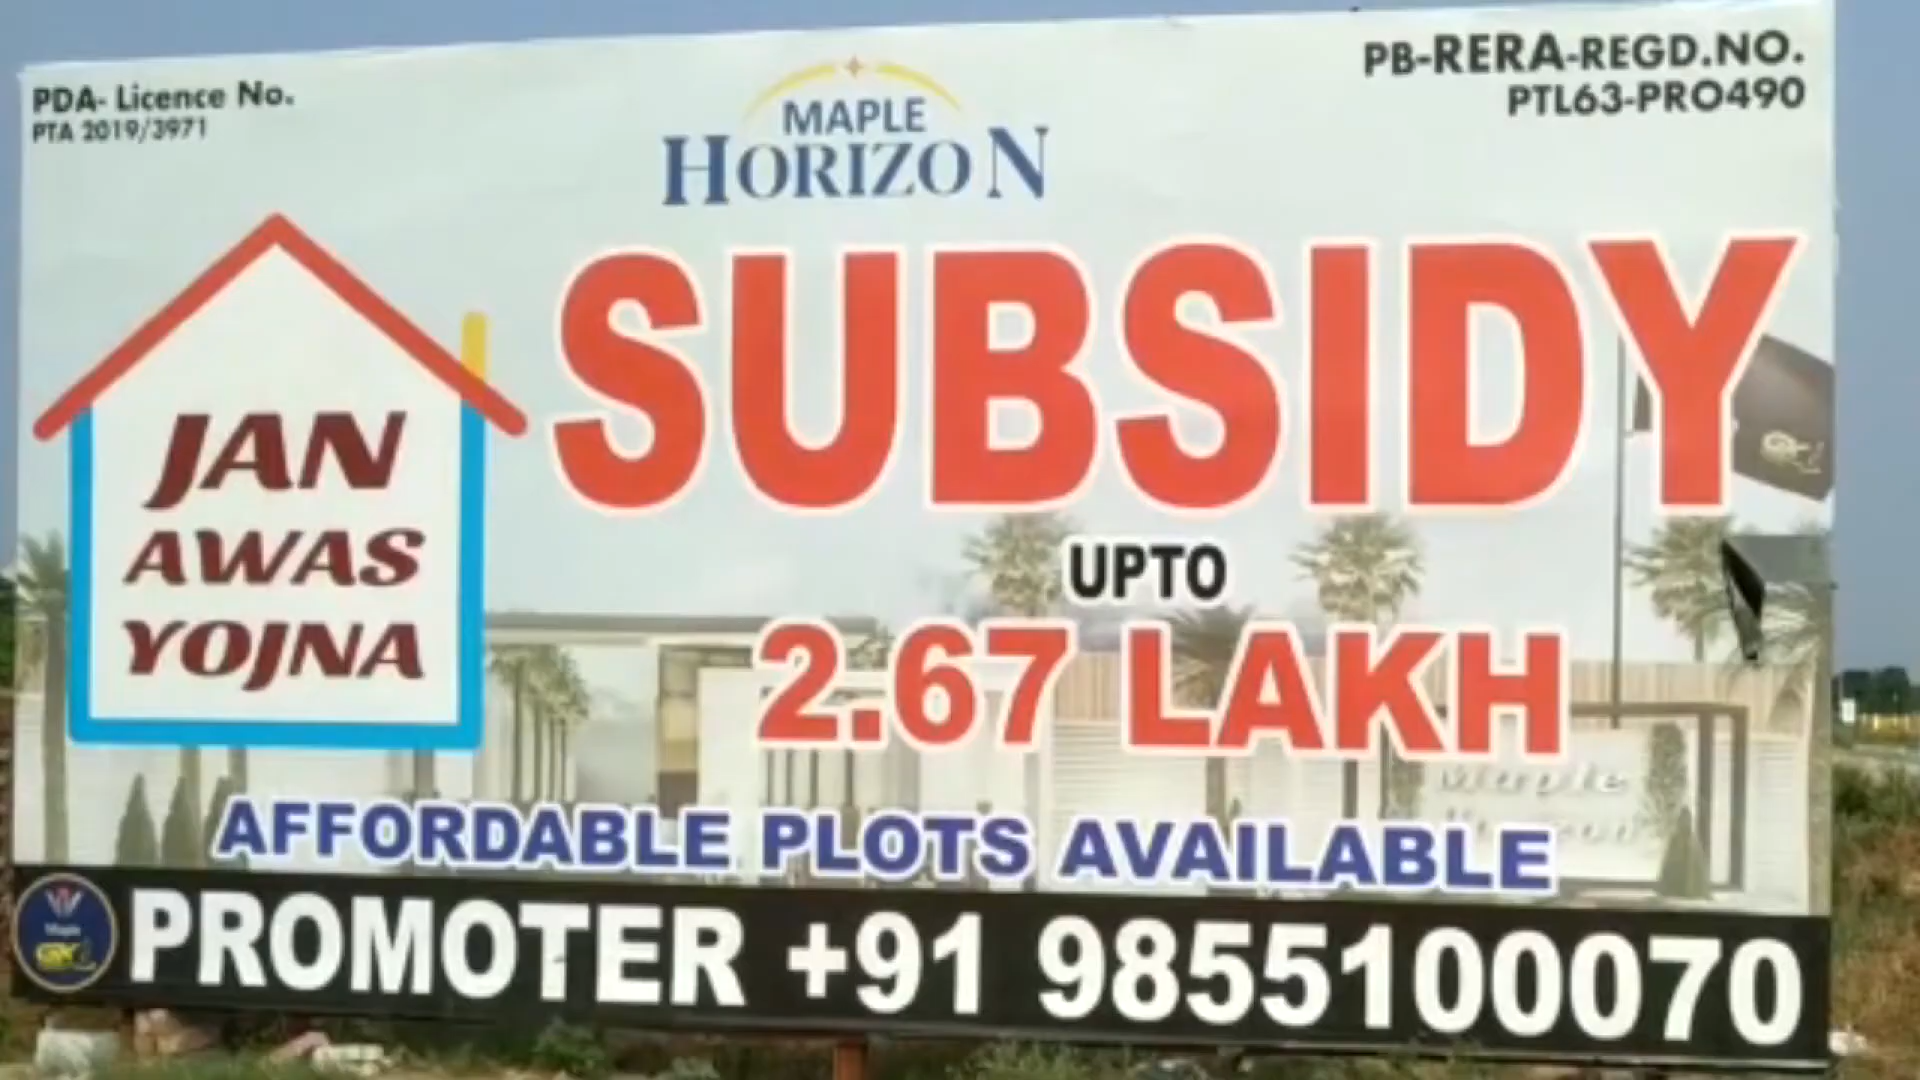 PDA- Licence No.
PTA 2019/3971
PB-RERA-REGD.NO.
PTL63-PRO490
MAPLE
HORIZON
SUBSIDY
UPTO
2.67 LAKH
JAN
AWAS
YOJNA
AFFORDABLE PLOTS AVAILABLE
Maple
PROMOTER +91 9855100070